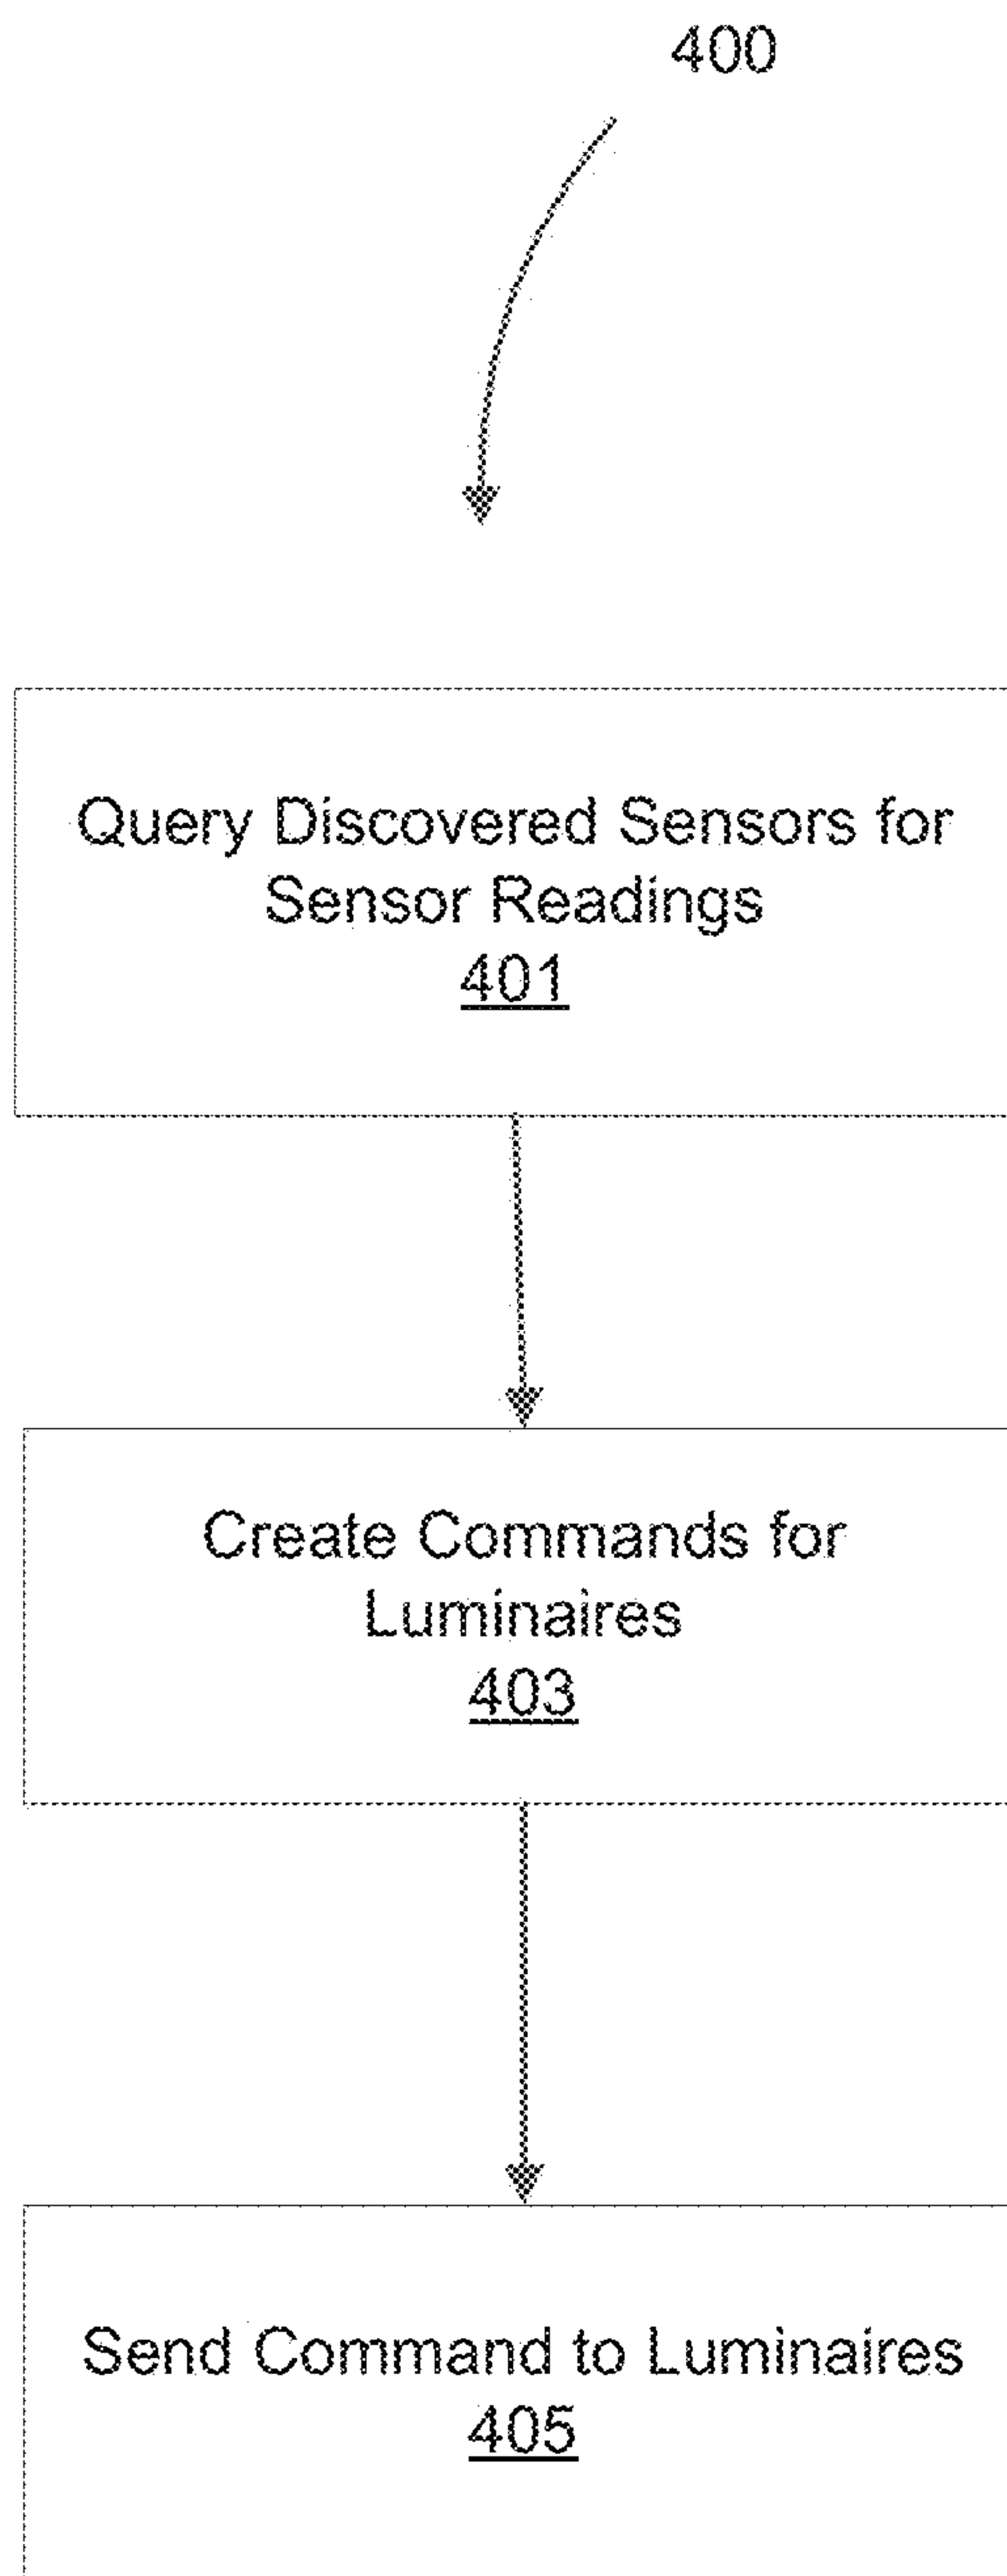 400
Query Discovered Sensors for
Sensor Readings
401
Create Commands for
Luminaires
403
Send Command to Luminaires
405